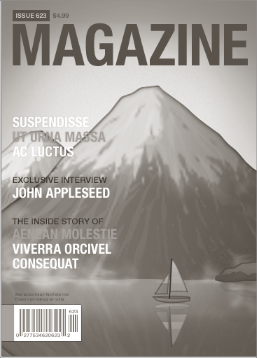 ISSUE 623 $4.99
MAGAZINE
SUSPENDISSE
UT URNA MASSA
AC LUCTUS
EXCLUSIVE INTERVIEW
JOHN APPLESEED
THE INSIDE STORY OF
AENEAN MOLESTIE
VIVERRA ORCIVEL
CONSEQUAT
623